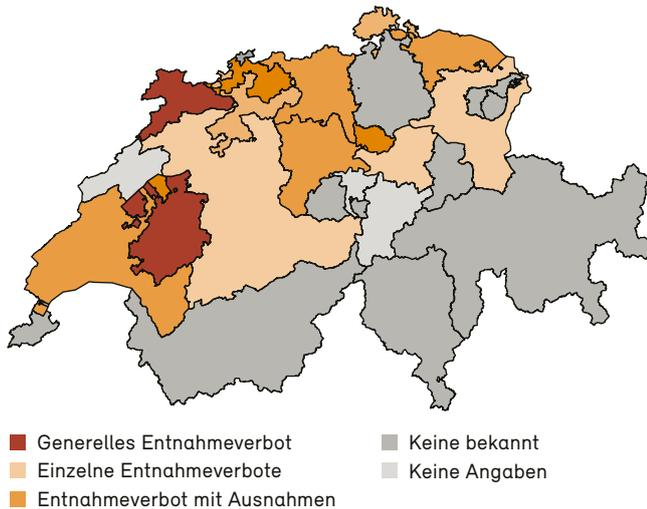 Generelles Entnahmeverbot
Einzelne Entnahmeverbote
Entnahmeverbot mit Ausnahmen
Keine bekannt
Keine Angaben